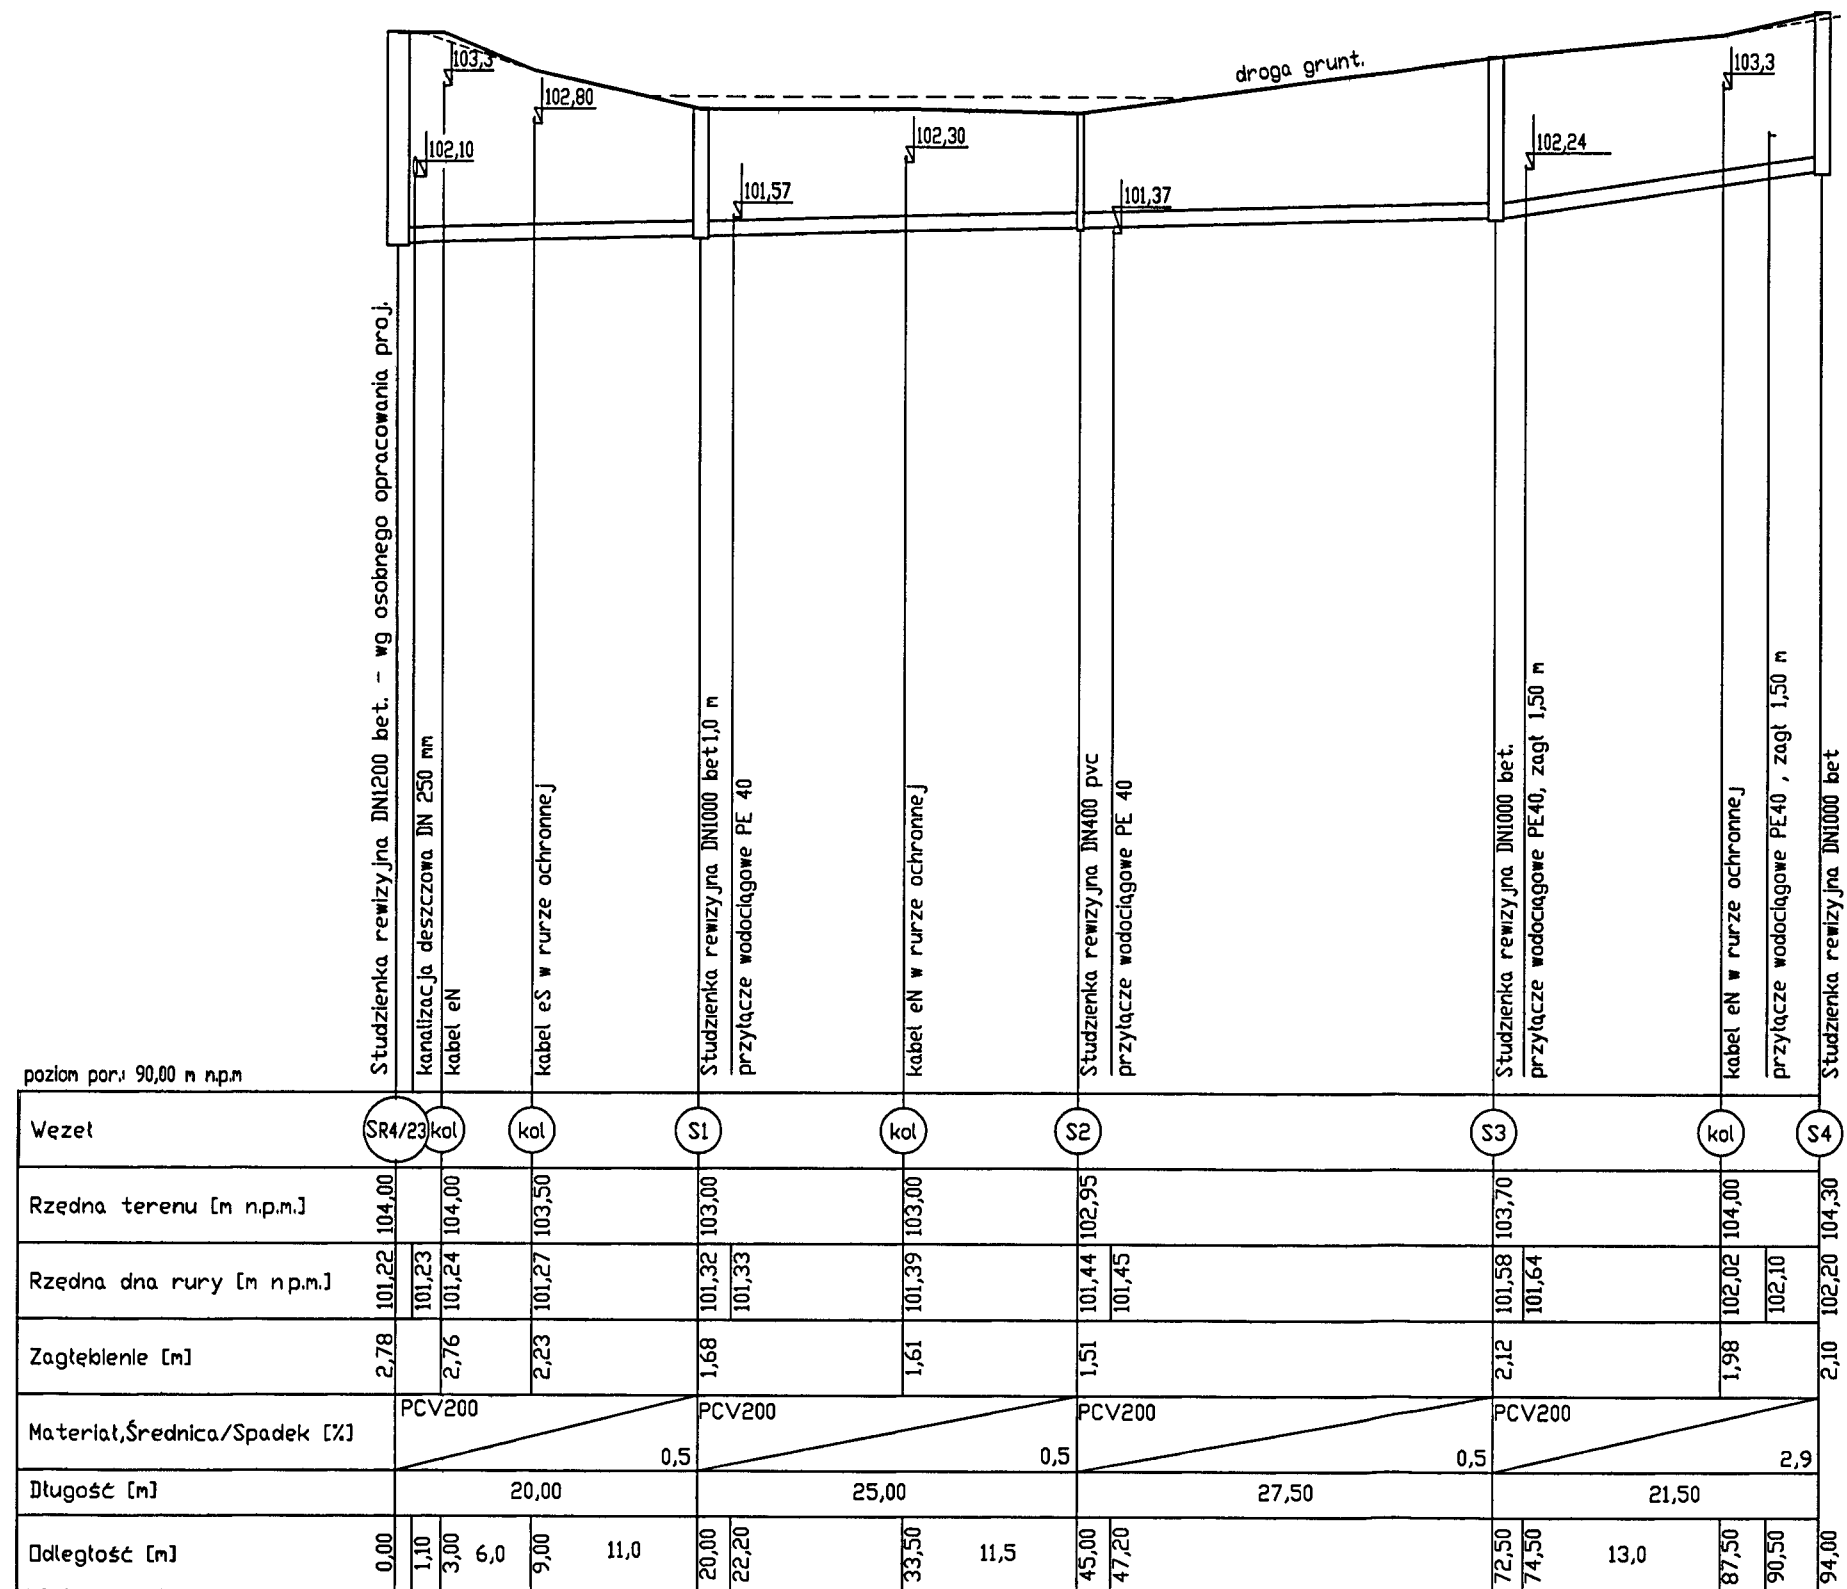 droga grunt.
103,3
102,80
102,10
101,57
102,30
101,37
102,24
103,3
Studzienka rewizyjna DN1200 bet. - wg osobnego opracowania proj.
kanalizacja deszczowa DN 250 mm
kabel eN
kabel eS w rurze ochronnej
Studzienka rewizyjna DN1000 bet1,0 m
przyłącze wodociągowe PE 40
kabel eN w rurze ochronnej
Studzienka rewizyjna DN400 pvc
przyłącze wodociągowe PE 40
Studzienka rewizyjna DN1000 bet.
przyłącze wodociągowe PE40, zagł 1,50 m
kabel eN w rurze ochronnej
przyłącze wodociągowe PE40 , zagł 1,50 m
Studzienka rewizyjna DN1000 bet
poziom por.: 90,00 m n.p.m
Węzeł SR4/23 kol kol S1 kol S2 S3 kol S4
Rzędna terenu [m n.p.m.] 104,00 104,00 103,50 103,00 103,00 102,95 103,70 104,00 104,30
Rzędna dna rury [m n p.m.] 101,22 101,23 101,24 101,27 101,32 101,33 101,39 101,44 101,45 101,58 101,64 102,02 102,10 102,20
Zagłębienie [m] 2,78 2,76 2,23 1,68 1,61 1,51 2,12 1,98 2,10
Materiał,Średnica/Spadek [%] PCV200 0,5 PCV200 0,5 PCV200 0,5 PCV200 2,9
Długość [m] 20,00 25,00 27,50 21,50
Odległość [m] 0,00 1,10 3,00 6,0 9,00 11,0 20,00 22,20 33,50 11,5 45,00 47,20 72,50 74,50 13,0 87,50 90,50 94,00